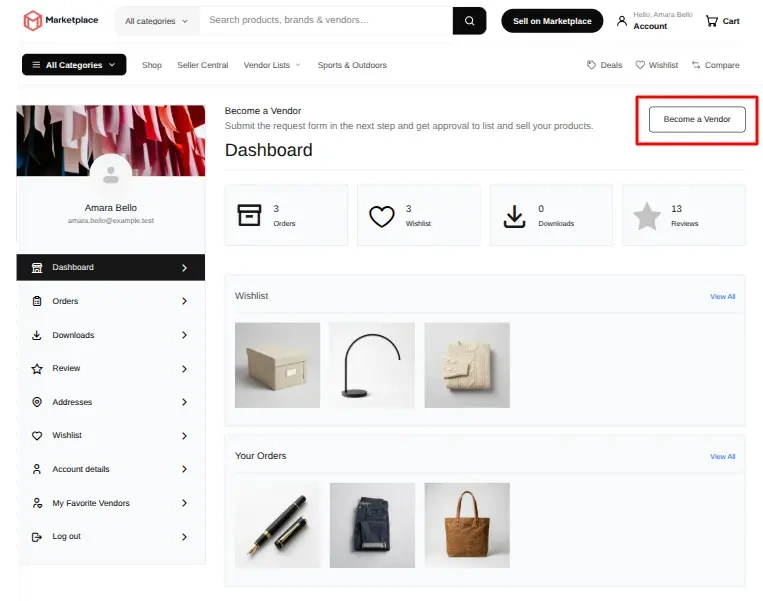 Marketplace
All categories
Search products, brands & vendors…
Sell on Marketplace
Hello, Amara Bello
Account
Cart
All Categories
Shop
Seller Central
Vendor Lists
Sports & Outdoors
Deals
Wishlist
Compare
Become a Vendor
Submit the request form in the next step and get approval to list and sell your products.
Become a Vendor
Dashboard
Amara Bello
amara.bello@example.test
3
Orders
3
Wishlist
0
Downloads
13
Reviews
Dashboard
Orders
Downloads
Review
Addresses
Wishlist
Account details
My Favorite Vendors
Log out
Wishlist
View All
Your Orders
View All